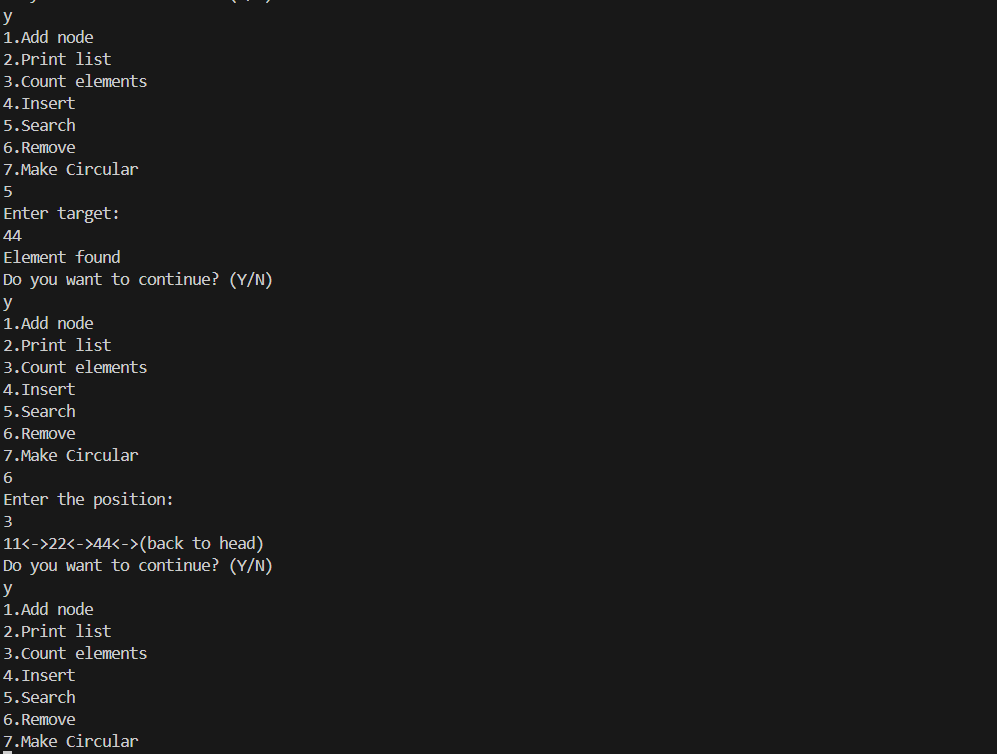 y
1.Add node
2.Print list
3.Count elements
4.Insert
5.Search
6.Remove
7.Make Circular
5
Enter target:
44
Element found
Do you want to continue? (Y/N)
y
1.Add node
2.Print list
3.Count elements
4.Insert
5.Search
6.Remove
7.Make Circular
6
Enter the position:
3
11<->22<->44<->(back to head)
Do you want to continue? (Y/N)
y
1.Add node
2.Print list
3.Count elements
4.Insert
5.Search
6.Remove
7.Make Circular